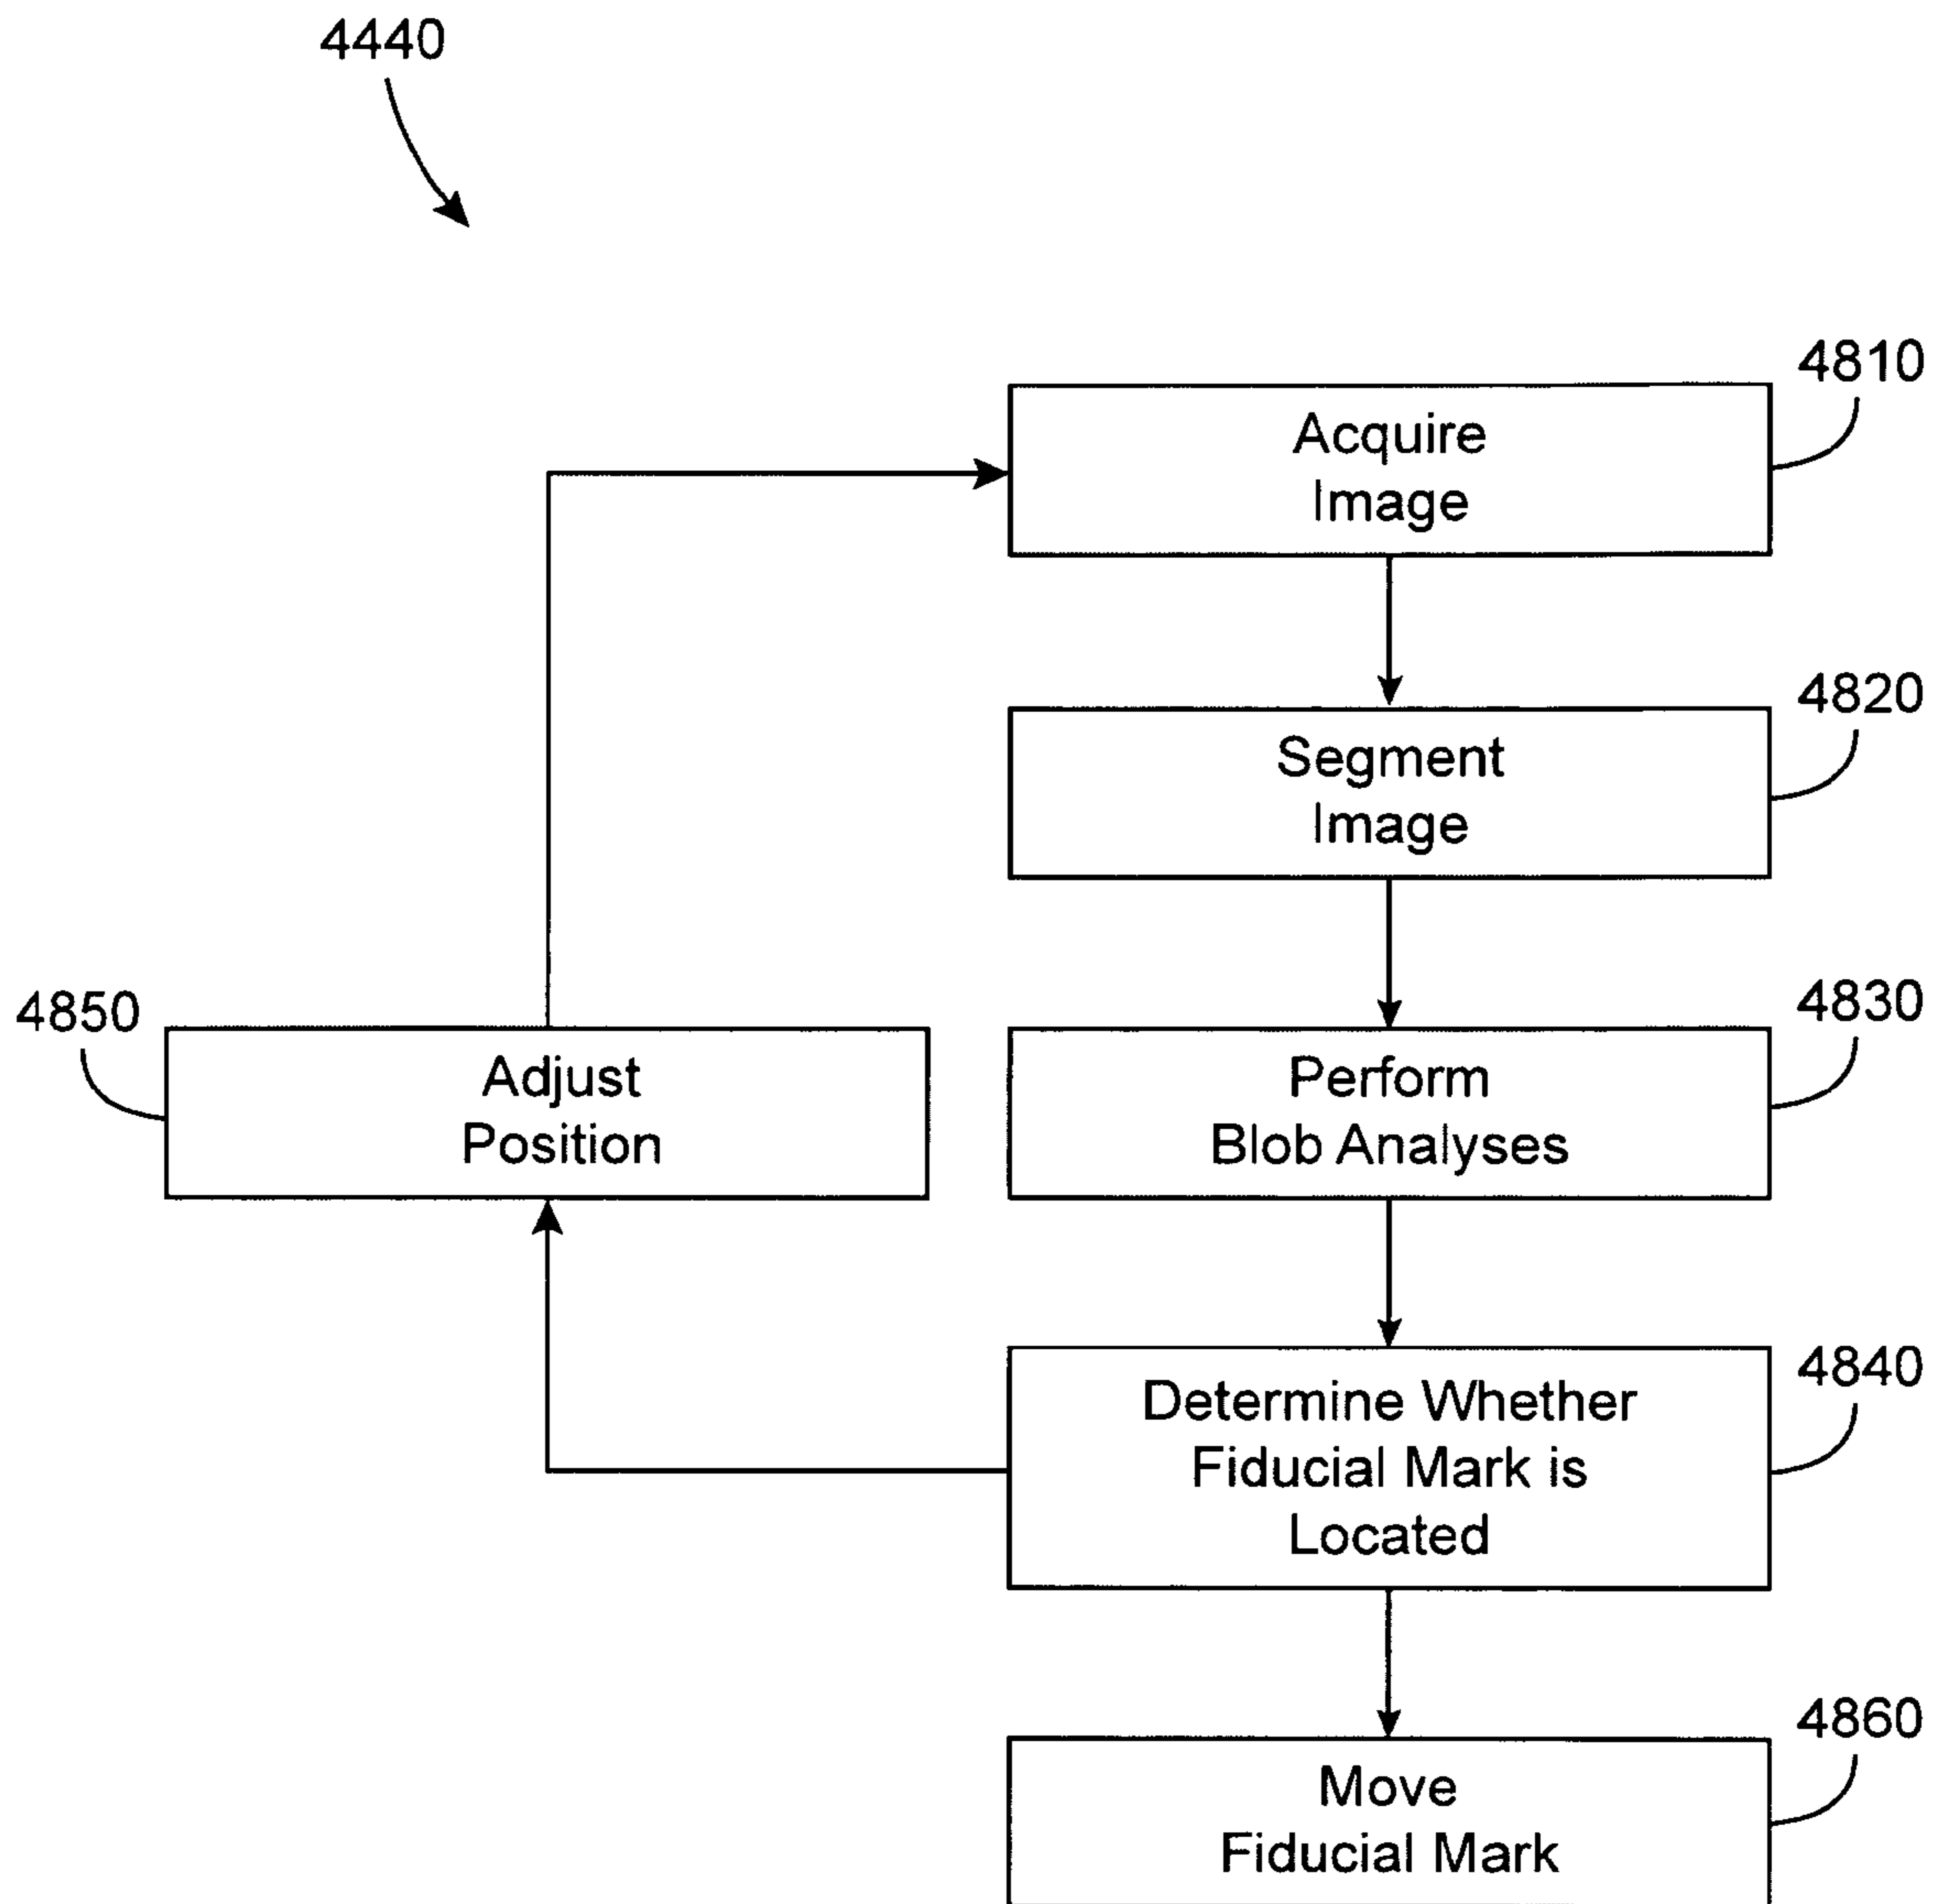 4440
4810
Acquire
Image
4820
Segment
Image
4830
Perform
Blob Analyses
4850
Adjust
Position
4840
Determine Whether
Fiducial Mark is
Located
4860
Move
Fiducial Mark